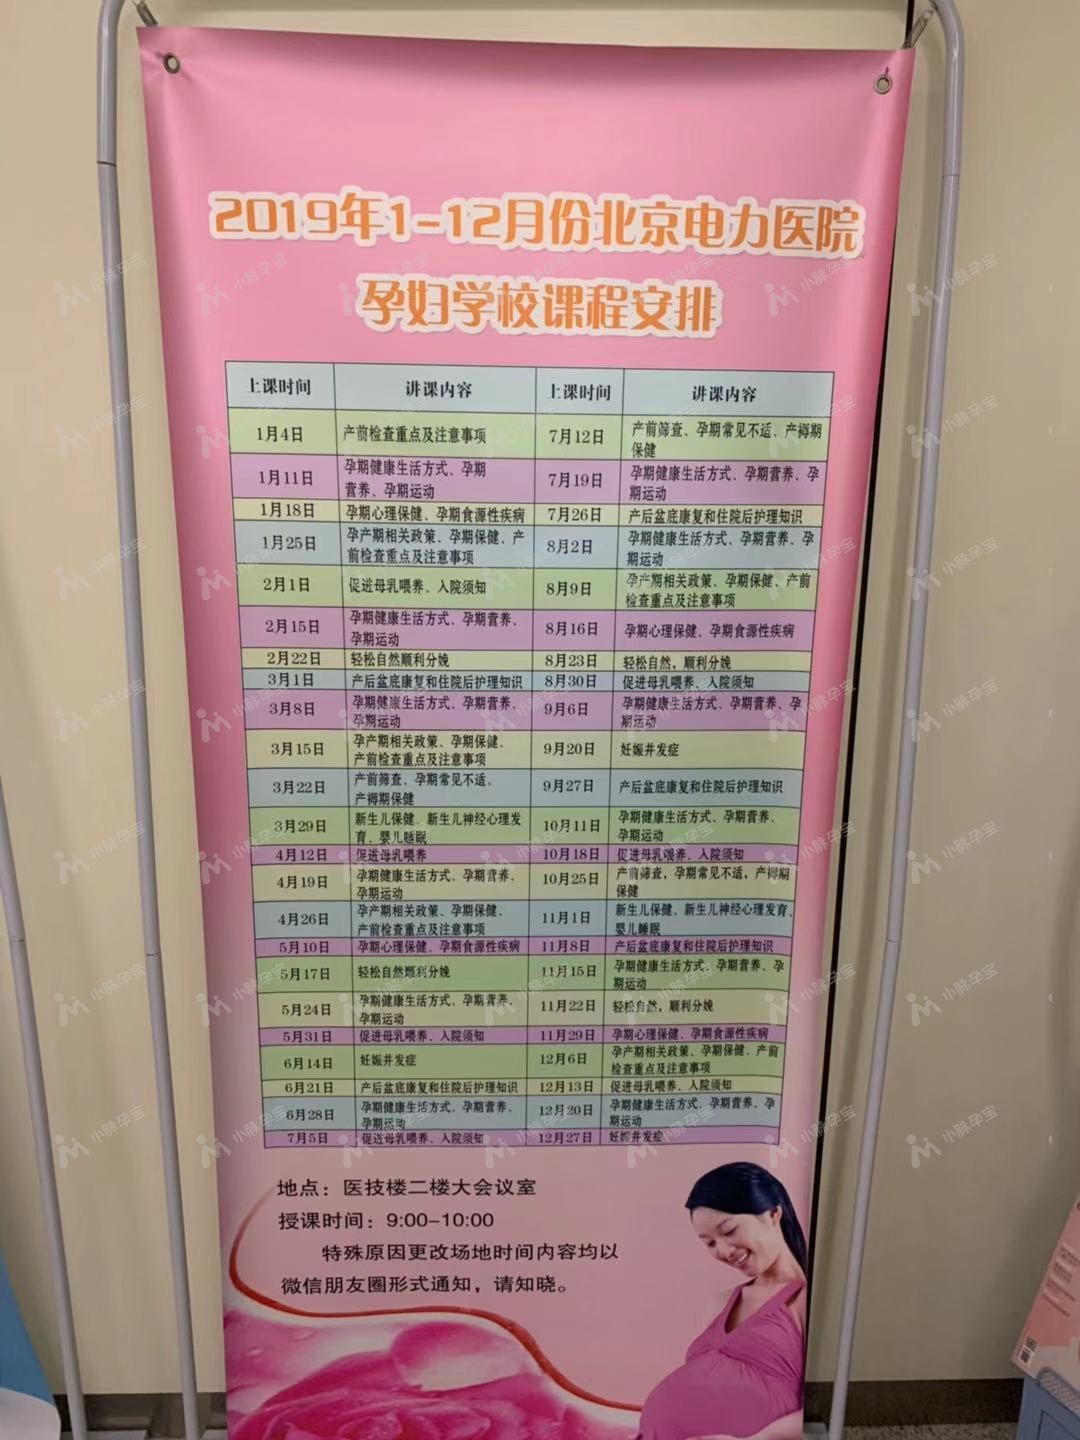 2019年1-12月份北京电力医院
孕妇学校课程安排
上课时间 讲课内容 上课时间 讲课内容
1月4日 产前检查重点及注意事项 7月12日 产前筛查、孕期常见不适、产褥期
保健
1月11日 孕期健康生活方式、孕期
营养、孕期运动 7月19日 孕期健康生活方式、孕期营养、孕
期运动
1月18日 孕期心理保健、孕期食源性疾病 7月26日 产后盆底康复和住院后护理知识
1月25日 孕产期相关政策、孕期保健、产
前检查重点及注意事项 8月2日 孕期健康生活方式、孕期营养、孕
期运动
2月1日 促进母乳喂养、入院须知 8月9日 孕产期相关政策、孕期保健、产前
检查重点及注意事项
2月15日 孕期健康生活方式、孕期营养、
孕期运动 8月16日 孕期心理保健、孕期食源性疾病
2月22日 轻松自然顺利分娩 8月23日 轻松自然，顺利分娩
3月1日 产后盆底康复和住院后护理知识 8月30日 促进母乳喂养、入院须知
3月8日 孕期健康生活方式、孕期营养、
孕期运动 9月6日 孕期健康生活方式、孕期营养、孕
期运动
3月15日 孕产期相关政策、孕期保健、
产前检查重点及注意事项 9月20日 妊娠并发症
3月22日 产前筛查、孕期常见不适、
产褥期保健 9月27日 产后盆底康复和住院后护理知识
3月29日 新生儿保健、新生儿神经心理发
育、婴儿睡眠 10月11日 孕期健康生活方式、孕期营养、
孕期运动
4月12日 促进母乳喂养 10月18日 促进母乳喂养、入院须知
4月19日 孕期健康生活方式、孕期营养、
孕期运动 10月25日 产前筛查，孕期常见不适，产褥期
保健
4月26日 孕产期相关政策、孕期保健、
产前检查重点及注意事项 11月1日 新生儿保健、新生儿神经心理发育、
婴儿睡眠
5月10日 孕期心理保健、孕期食源性疾病 11月8日 产后盆底康复和住院后护理知识
5月17日 轻松自然顺利分娩 11月15日 孕期健康生活方式、孕期营养、孕
期运动
5月24日 孕期健康生活方式、孕期营养、
孕期运动 11月22日 轻松自然，顺利分娩
5月31日 促进母乳喂养、入院须知 11月29日 孕期心理保健、孕期食源性疾病
6月14日 妊娠并发症 12月6日 孕产期相关政策、孕期保健、产前
检查重点及注意事项
6月21日 产后盆底康复和住院后护理知识 12月13日 促进母乳喂养、入院须知
6月28日 孕期健康生活方式、孕期营养、
孕期运动 12月20日 孕期健康生活方式、孕期营养、孕
期运动
7月5日 促进母乳喂养、入院须知 12月27日 妊娠并发症
地点：医技楼二楼大会议室
授课时间：9:00-10:00
特殊原因更改场地时间内容均以
微信朋友圈形式通知，请知晓。
小脉孕宝